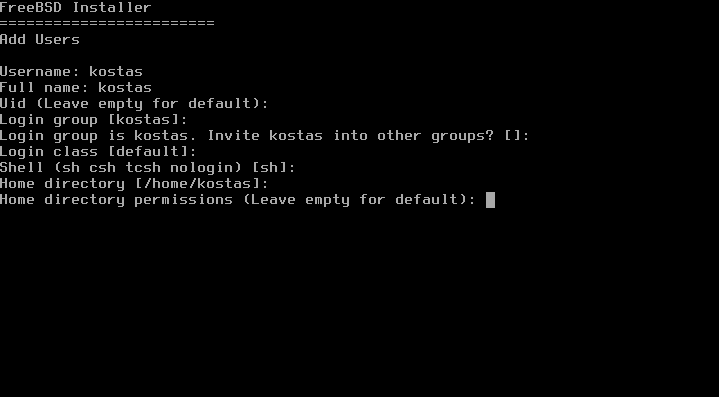 FreeBSD Installer
========================
Add Users

Username: kostas
Full name: kostas
Uid (Leave empty for default):
Login group [kostas]:
Login group is kostas. Invite kostas into other groups? []:
Login class [default]:
Shell (sh csh tcsh nologin) [sh]:
Home directory [/home/kostas]:
Home directory permissions (Leave empty for default):